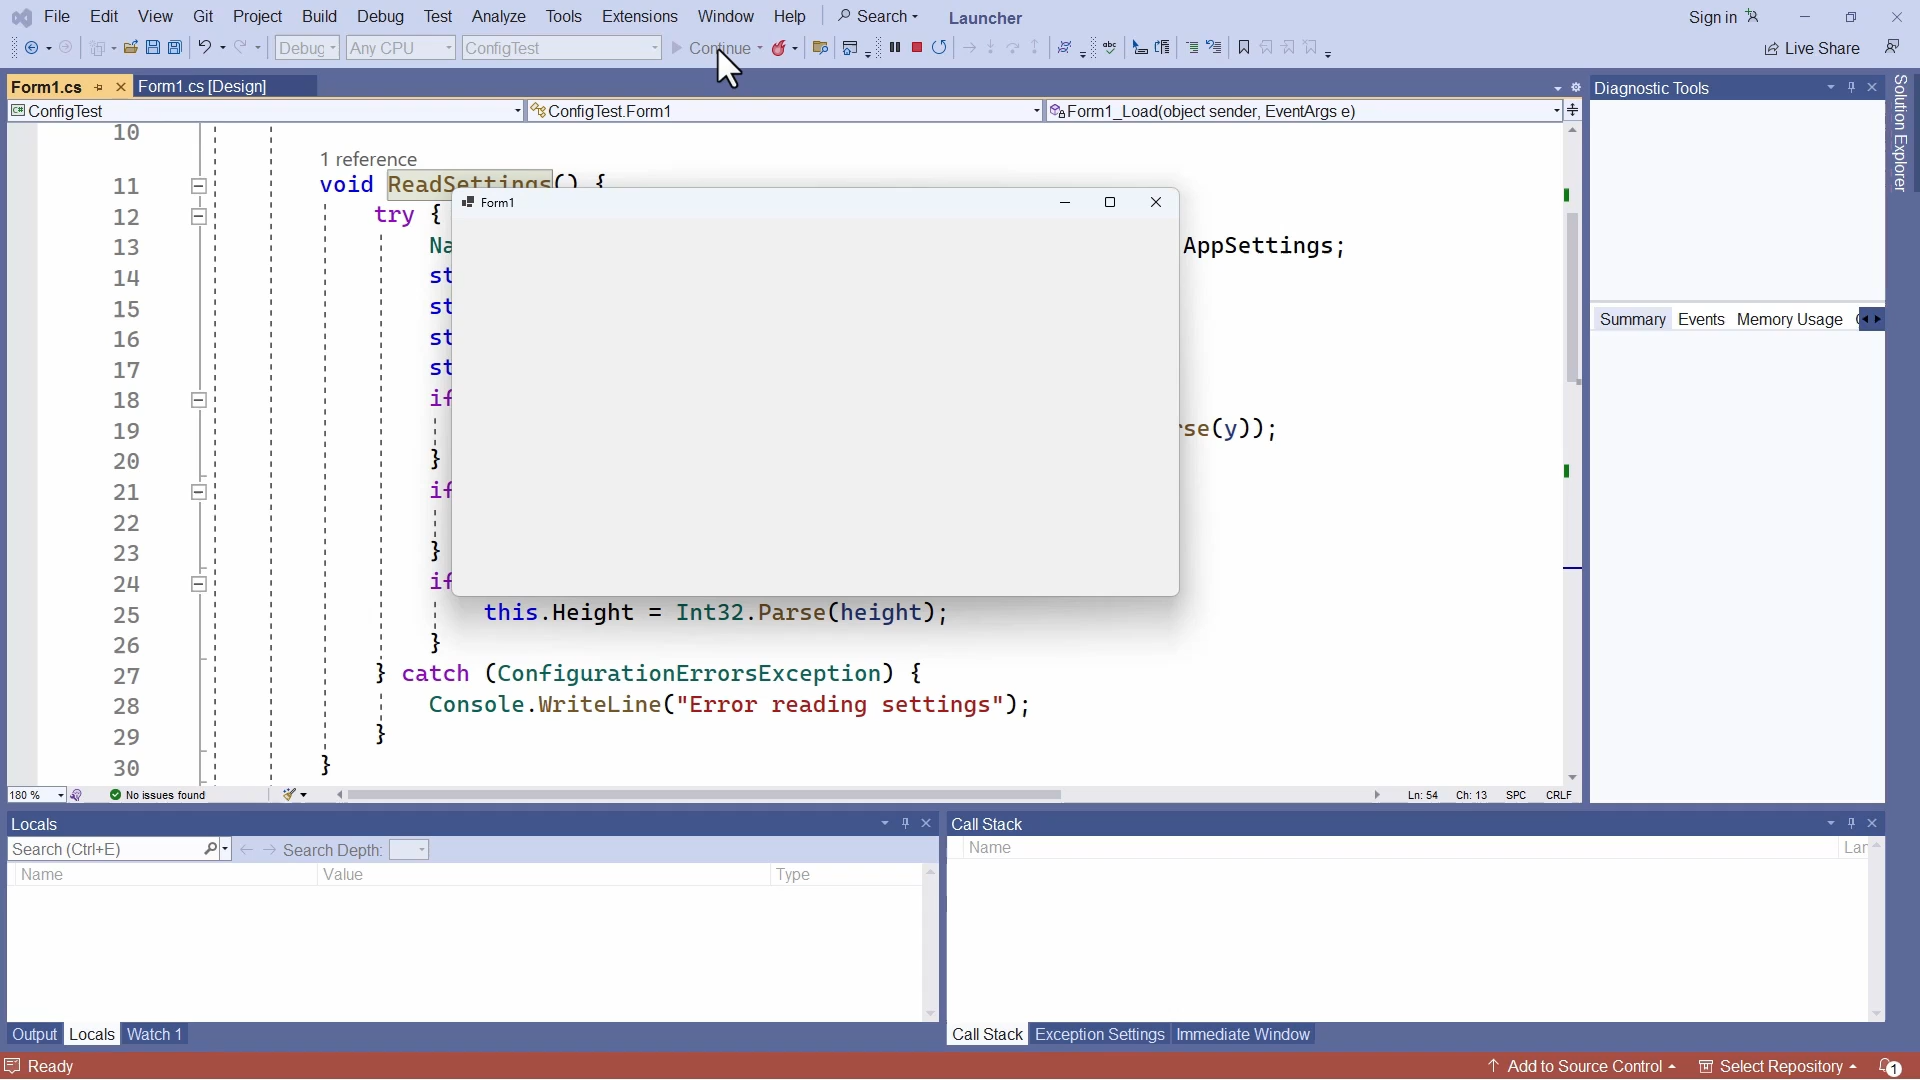 File Edit View Git Project Build Debug Test Analyze Tools Extensions Window Help Search Launcher Sign in
Debug Any CPU ConfigTest Continue Live Share
Form1.cs Form1.cs [Design]
ConfigTest ConfigTest.Form1 Form1_Load(object sender, EventArgs e)
10
1 reference
11 void ReadSettings() {
12 try {
13 Na AppSettings;
14 st
15 st
16 st
17 st
18 if
19 rse(y));
20 }
21 if
22
23 }
24 if
25 this.Height = Int32.Parse(height);
26 }
27 } catch (ConfigurationErrorsException) {
28 Console.WriteLine("Error reading settings");
29 }
30 }
Form1
180 % No issues found Ln: 54 Ch: 13 SPC CRLF
Diagnostic Tools
Summary Events Memory Usage
Solution Explorer
Locals
Search (Ctrl+E) Search Depth:
Name Value Type
Output Locals Watch 1
Call Stack
Name Lar
Call Stack Exception Settings Immediate Window
Ready Add to Source Control Select Repository 1